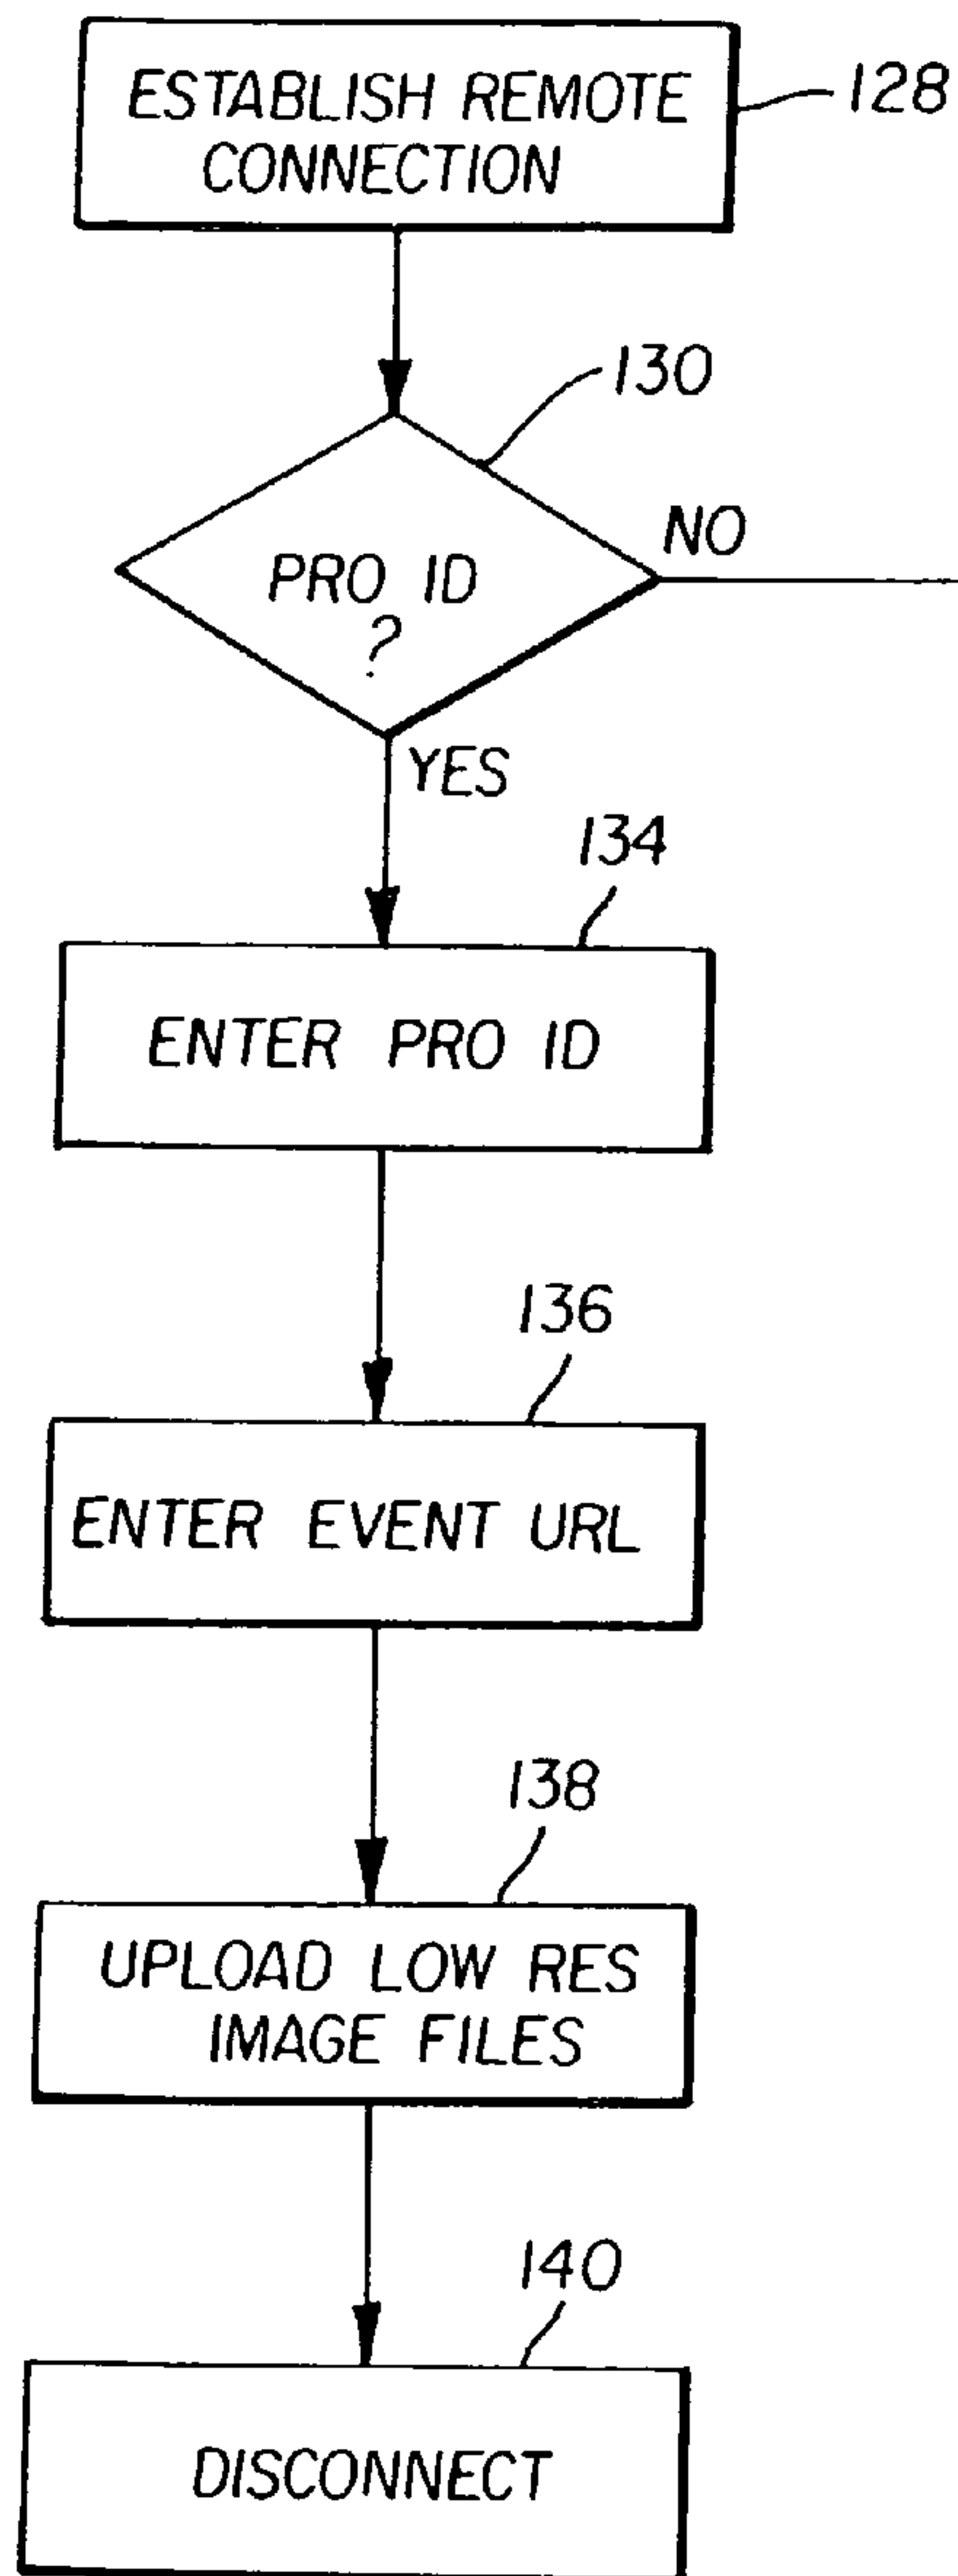 ESTABLISH REMOTE
CONNECTION
128
130
PRO ID
?
NO
YES
134
ENTER PRO ID
136
ENTER EVENT URL
138
UPLOAD LOW RES
IMAGE FILES
140
DISCONNECT